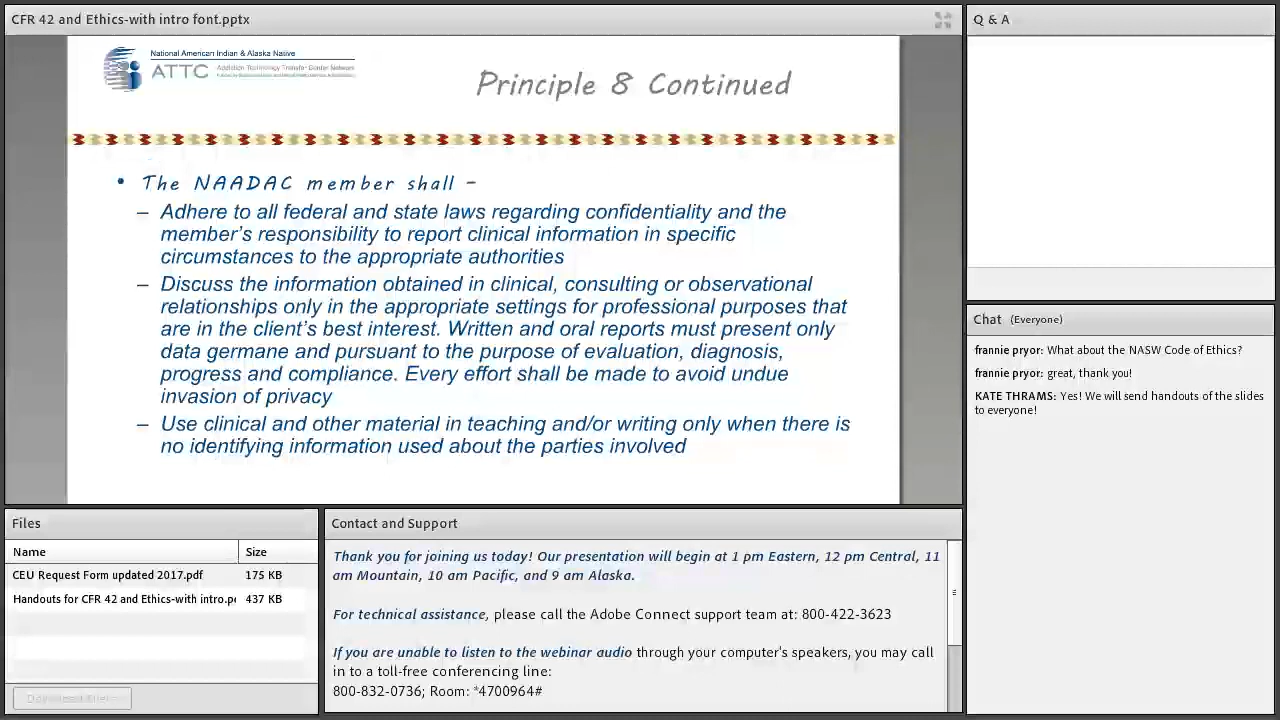 CFR 42 and Ethics-with intro font.pptx
National American Indian & Alaska Native
ATTC
Addiction Technology Transfer Center Network
Principle 8 Continued
• The NAADAC member shall –
– Adhere to all federal and state laws regarding confidentiality and the
member's responsibility to report clinical information in specific
circumstances to the appropriate authorities
– Discuss the information obtained in clinical, consulting or observational
relationships only in the appropriate settings for professional purposes that
are in the client's best interest. Written and oral reports must present only
data germane and pursuant to the purpose of evaluation, diagnosis,
progress and compliance. Every effort shall be made to avoid undue
invasion of privacy
– Use clinical and other material in teaching and/or writing only when there is
no identifying information used about the parties involved
Files
Name Size
CEU Request Form updated 2017.pdf 175 KB
Handouts for CFR 42 and Ethics-with intro.p 437 KB
Contact and Support
Thank you for joining us today! Our presentation will begin at 1 pm Eastern, 12 pm Central, 11
am Mountain, 10 am Pacific, and 9 am Alaska.
For technical assistance, please call the Adobe Connect support team at: 800-422-3623
If you are unable to listen to the webinar audio through your computer's speakers, you may call
in to a toll-free conferencing line:
800-832-0736; Room: *4700964#
Q & A
Chat (Everyone)
frannie pryor: What about the NASW Code of Ethics?
frannie pryor: great, thank you!
KATE THRAMS: Yes! We will send handouts of the slides
to everyone!